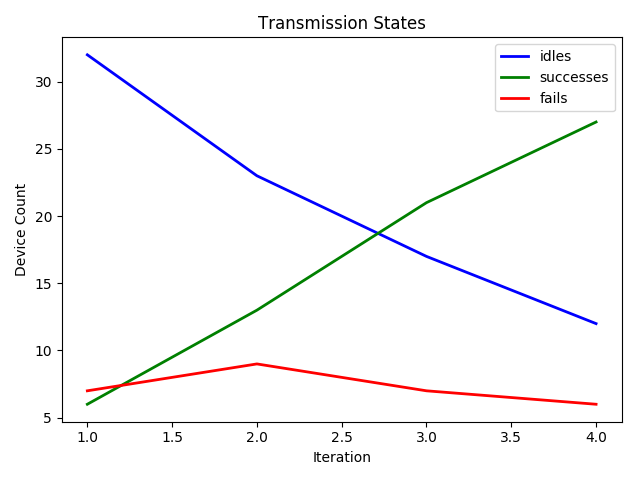 Transmission States
idles
successes
fails
Device Count
30
25
20
15
10
5
1.0 1.5 2.0 2.5 3.0 3.5 4.0
Iteration